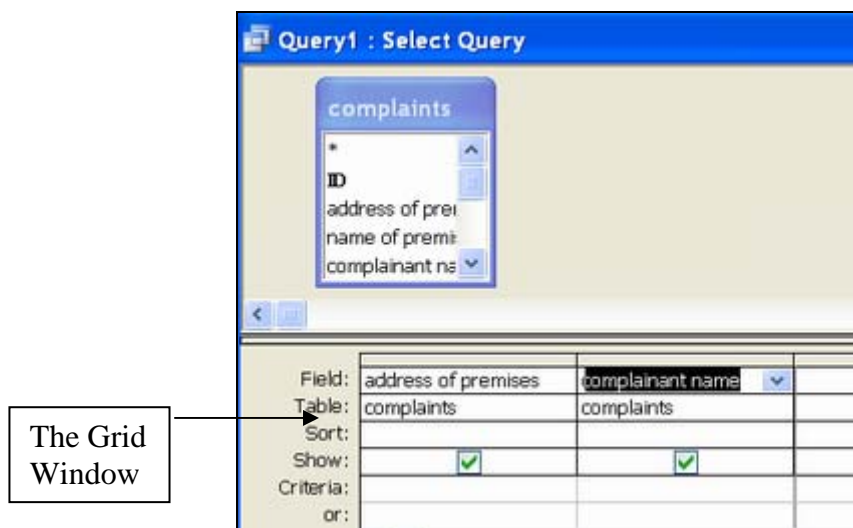 Query1 : Select Query
complaints
*
ID
address of prei
name of premis
complainant na
Field: address of premises complainant name
Table: complaints complaints
Sort:
Show:
Criteria:
or:
The Grid
Window